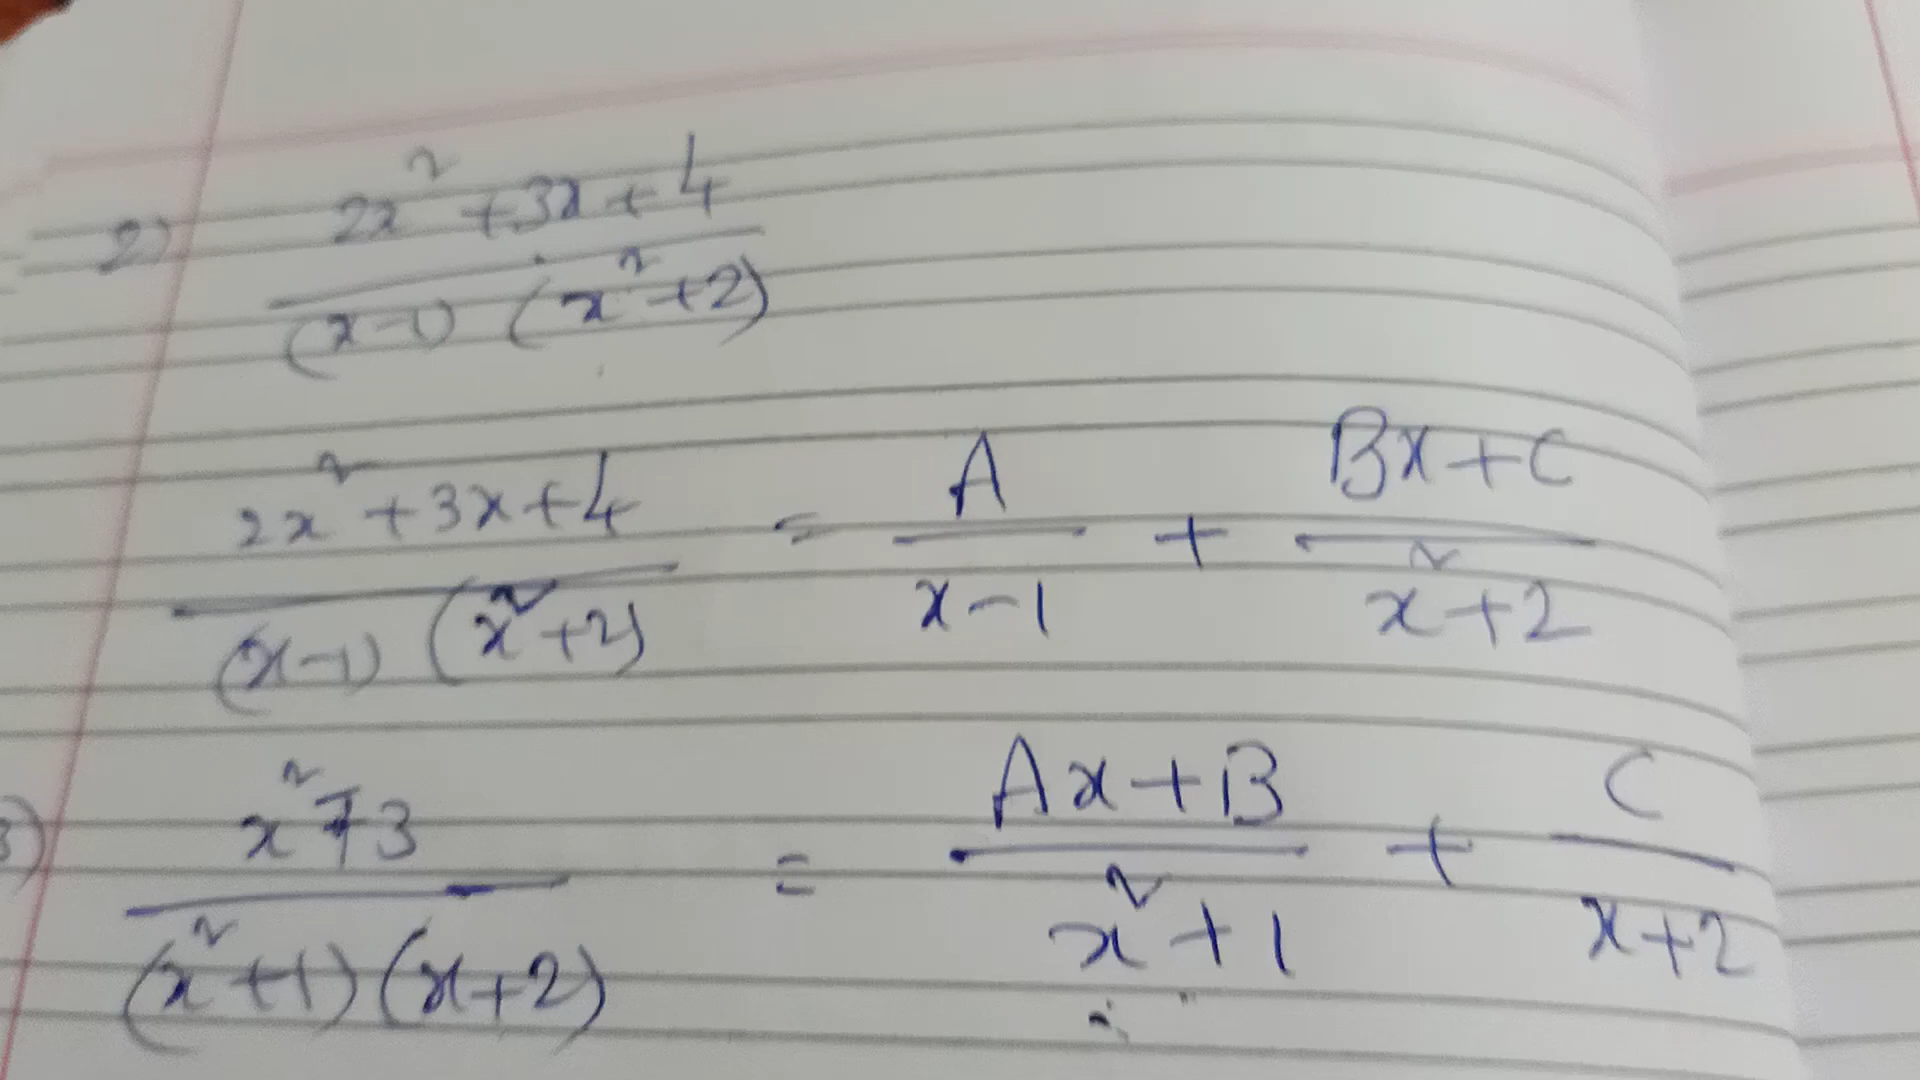 2) 2x² + 3x + 4
(x-1) (x²+2)
2x² + 3x + 4 = A + Bx + C
(x-1) (x²+2) x-1 x²+2
3) x² + 3 = Ax + B + C
(x²+1) (x+2) x²+1 x+2